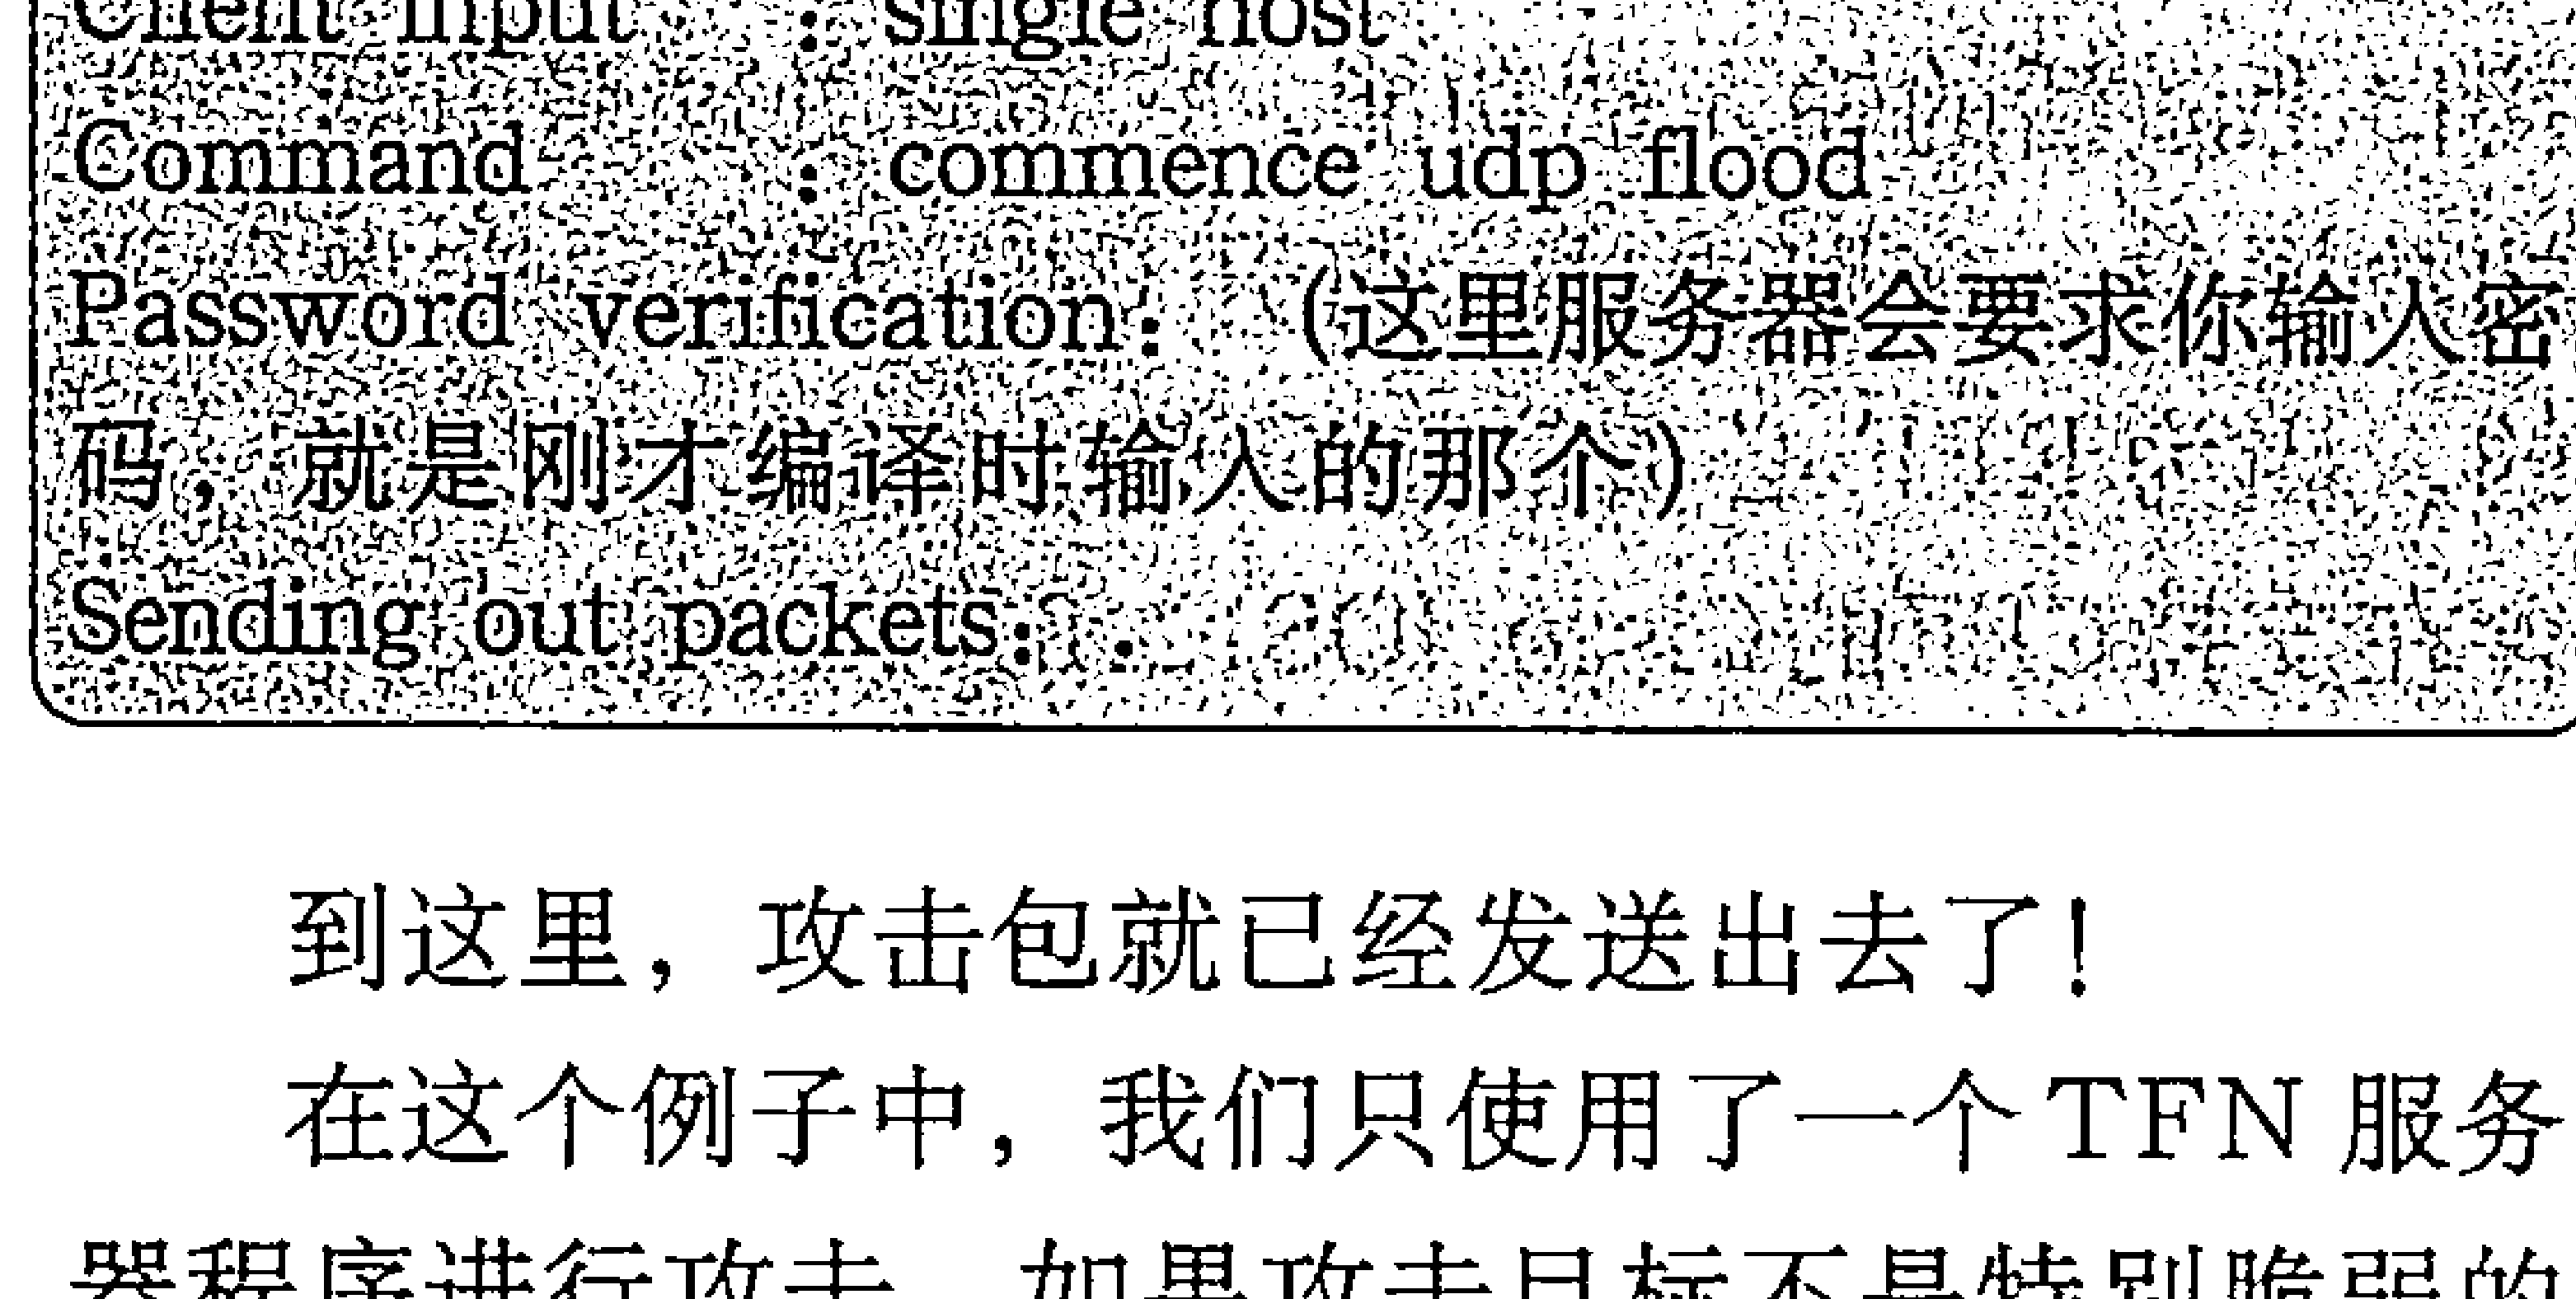 Client input : single host
Command : commence udp flood
Password verification: (这里服务器会要求你输入密
码，就是刚才编译时输入的那个)
Sending out packets: .
到这里，攻击包就已经发送出去了！
在这个例子中，我们只使用了一个 TFN 服务
器程序进行攻击，如果攻击目标不是特别脆弱的